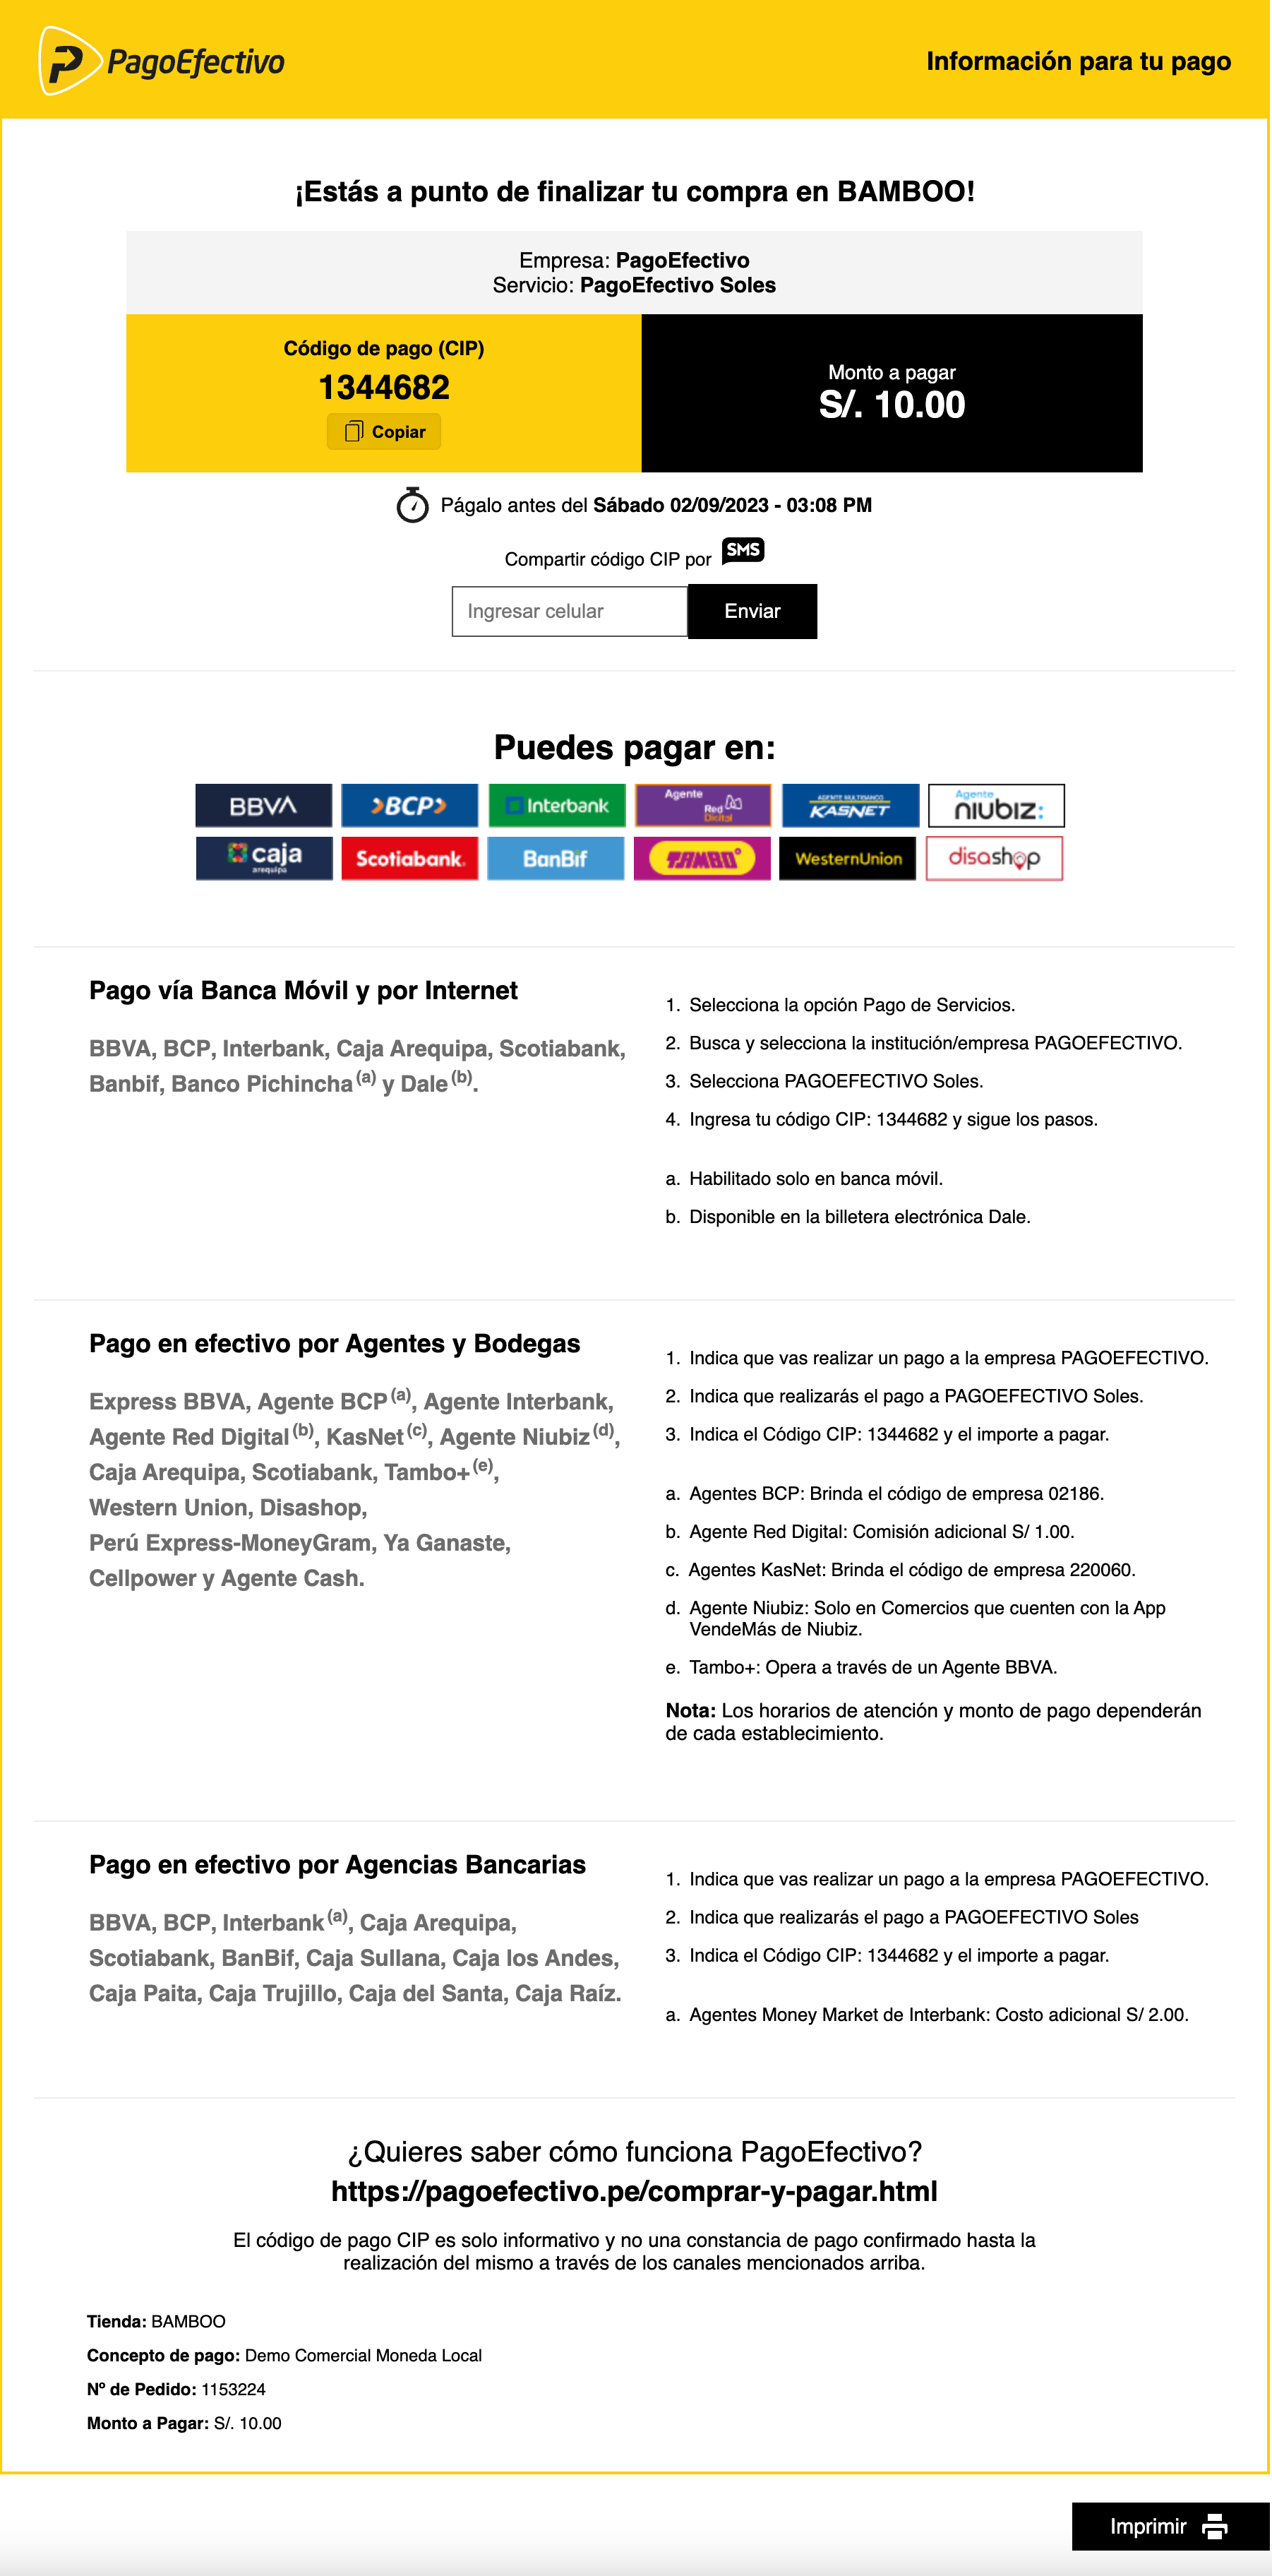 PagoEfectivo
Información para tu pago
¡Estás a punto de finalizar tu compra en BAMBOO!
Empresa: PagoEfectivo
Servicio: PagoEfectivo Soles
Código de pago (CIP)
1344682
Copiar
Monto a pagar
S/. 10.00
Págalo antes del Sábado 02/09/2023 - 03:08 PM
Compartir código CIP por SMS
Ingresar celular
Enviar
Puedes pagar en:
BBVA
BCP
Interbank
Agente
Red
Digital
AGENTE MULTIBANCO
KASNET
Agente
niubiz:
caja
arequipa
Scotiabank
BanBif
TAMBO+
WesternUnion
disashop
Pago vía Banca Móvil y por Internet
BBVA, BCP, Interbank, Caja Arequipa, Scotiabank,
Banbif, Banco Pichincha (a) y Dale (b).
1. Selecciona la opción Pago de Servicios.
2. Busca y selecciona la institución/empresa PAGOEFECTIVO.
3. Selecciona PAGOEFECTIVO Soles.
4. Ingresa tu código CIP: 1344682 y sigue los pasos.
a. Habilitado solo en banca móvil.
b. Disponible en la billetera electrónica Dale.
Pago en efectivo por Agentes y Bodegas
Express BBVA, Agente BCP (a), Agente Interbank,
Agente Red Digital (b), KasNet (c), Agente Niubiz (d),
Caja Arequipa, Scotiabank, Tambo+ (e),
Western Union, Disashop,
Perú Express-MoneyGram, Ya Ganaste,
Cellpower y Agente Cash.
1. Indica que vas realizar un pago a la empresa PAGOEFECTIVO.
2. Indica que realizarás el pago a PAGOEFECTIVO Soles.
3. Indica el Código CIP: 1344682 y el importe a pagar.
a. Agentes BCP: Brinda el código de empresa 02186.
b. Agente Red Digital: Comisión adicional S/ 1.00.
c. Agentes KasNet: Brinda el código de empresa 220060.
d. Agente Niubiz: Solo en Comercios que cuenten con la App
VendeMás de Niubiz.
e. Tambo+: Opera a través de un Agente BBVA.
Nota: Los horarios de atención y monto de pago dependerán
de cada establecimiento.
Pago en efectivo por Agencias Bancarias
BBVA, BCP, Interbank (a), Caja Arequipa,
Scotiabank, BanBif, Caja Sullana, Caja los Andes,
Caja Paita, Caja Trujillo, Caja del Santa, Caja Raíz.
1. Indica que vas realizar un pago a la empresa PAGOEFECTIVO.
2. Indica que realizarás el pago a PAGOEFECTIVO Soles
3. Indica el Código CIP: 1344682 y el importe a pagar.
a. Agentes Money Market de Interbank: Costo adicional S/ 2.00.
¿Quieres saber cómo funciona PagoEfectivo?
https://pagoefectivo.pe/comprar-y-pagar.html
El código de pago CIP es solo informativo y no una constancia de pago confirmado hasta la
realización del mismo a través de los canales mencionados arriba.
Tienda: BAMBOO
Concepto de pago: Demo Comercial Moneda Local
Nº de Pedido: 1153224
Monto a Pagar: S/. 10.00
Imprimir